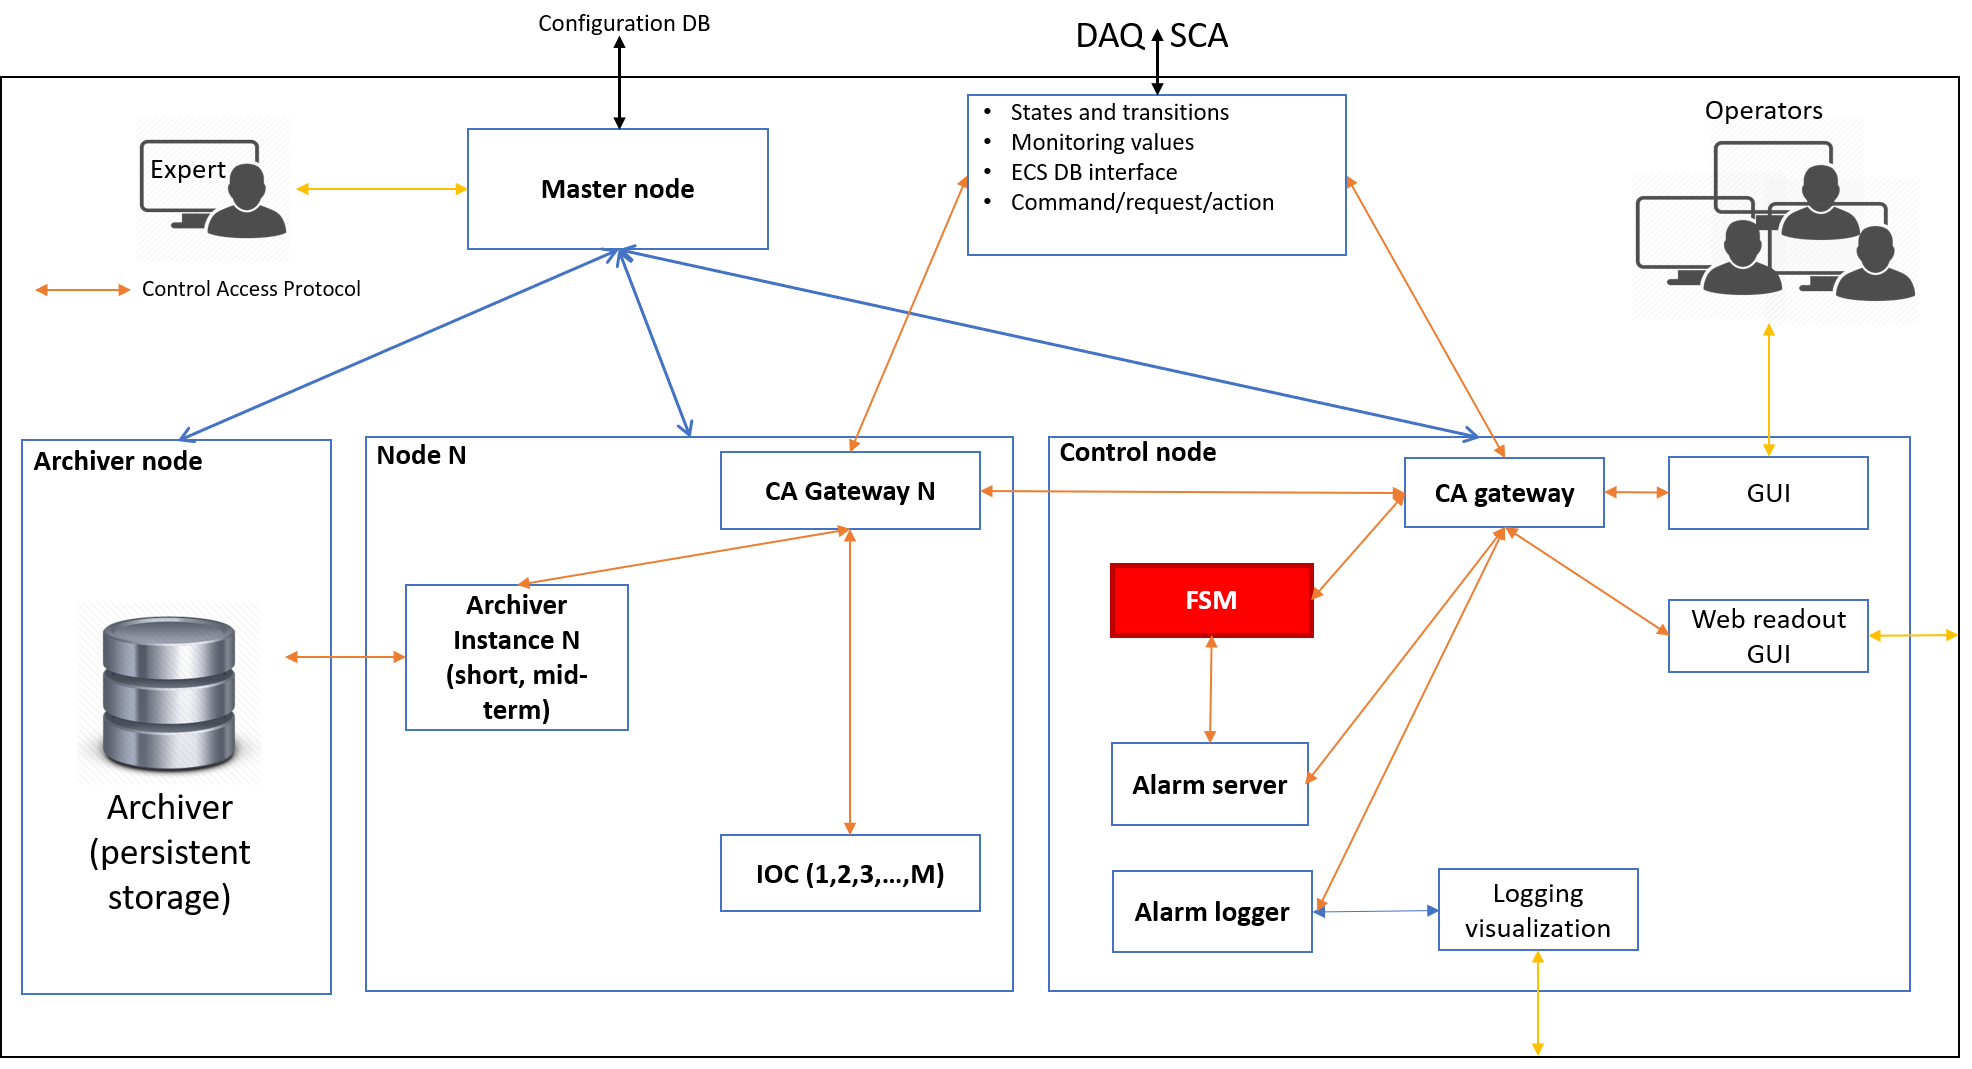 Configuration DB
DAQ SCA
• States and transitions
• Monitoring values
• ECS DB interface
• Command/request/action
Operators
Expert
Master node
Control Access Protocol
Archiver node
Node N
Control node
CA Gateway N
CA gateway
GUI
FSM
Archiver
Instance N
(short, mid-
term)
Web readout
GUI
Alarm server
Archiver
(persistent
storage)
IOC (1,2,3,...,M)
Alarm logger
Logging
visualization